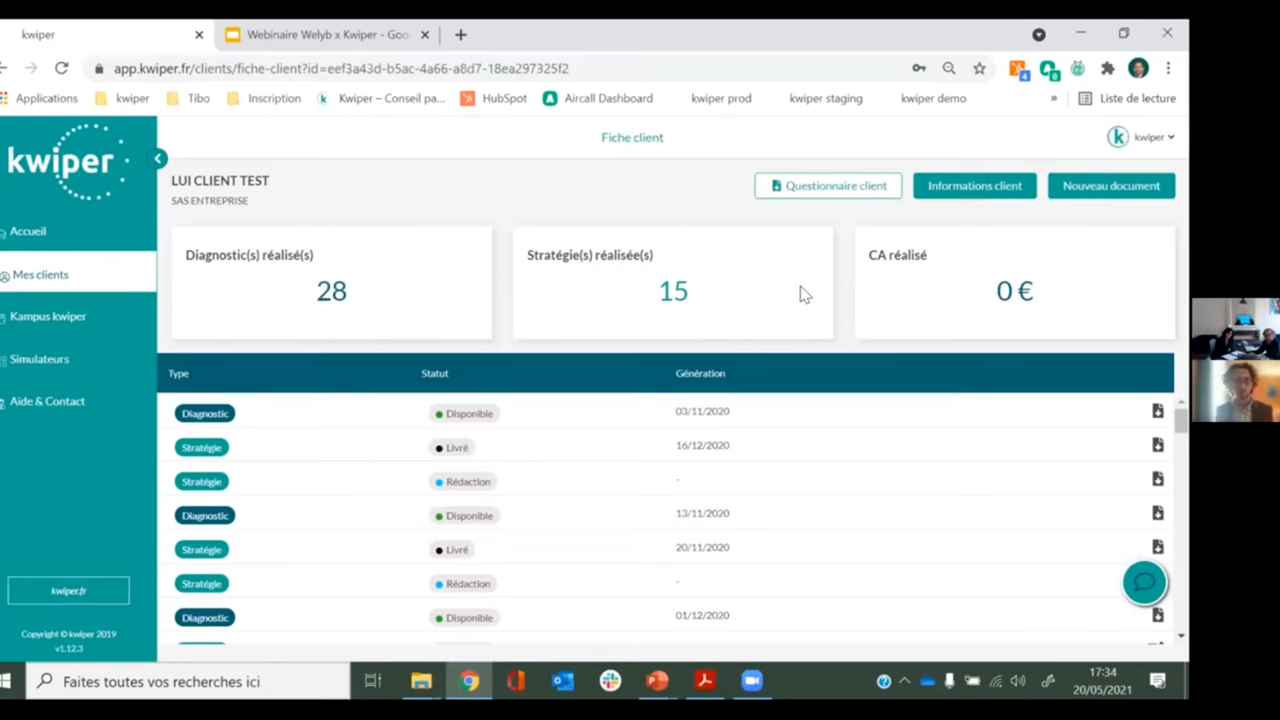 kwiper
Webinaire Welyb x Kwiper - Goo
app.kwiper.fr/clients/fiche-client?id=eef3a43d-b5ac-4a66-a8d7-18ea297325f2
4
0
Applications
kwiper
Tibo
Inscription
Kwiper – Conseil pa...
HubSpot
Aircall Dashboard
kwiper prod
kwiper staging
kwiper demo
»
Liste de lecture
kwiper
Fiche client
k kwiper
LUI CLIENT TEST
SAS ENTREPRISE
Questionnaire client
Informations client
Nouveau document
Accueil
Mes clients
Kampus kwiper
Simulateurs
Aide & Contact
kwiper.fr
Copyright © kwiper 2019
v1.12.3
Diagnostic(s) réalisé(s)
28
Stratégie(s) réalisée(s)
15
CA réalisé
0 €
Type Statut Génération
Diagnostic Disponible 03/11/2020
Stratégie Livré 16/12/2020
Stratégie Rédaction -
Diagnostic Disponible 13/11/2020
Stratégie Livré 20/11/2020
Stratégie Rédaction -
Diagnostic Disponible 01/12/2020
Faites toutes vos recherches ici
17:34
20/05/2021